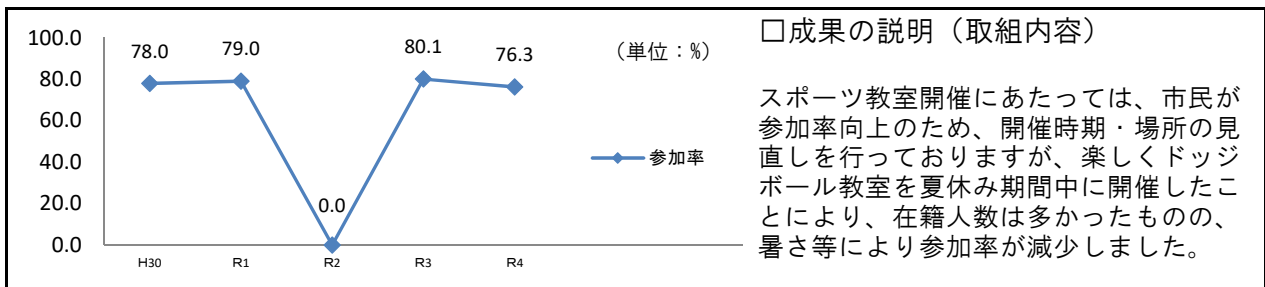 100.0
80.0
60.0
40.0
20.0
0.0
78.0
79.0
0.0
80.1
76.3
(単位：%)
H30
R1
R2
R3
R4
参加率
□成果の説明（取組内容）
スポーツ教室開催にあたっては、市民が
参加率向上のため、開催時期・場所の見
直しを行っておりますが、楽しくドッジ
ボール教室を夏休み期間中に開催したこ
とにより、在籍人数は多かったものの、
暑さ等により参加率が減少しました。